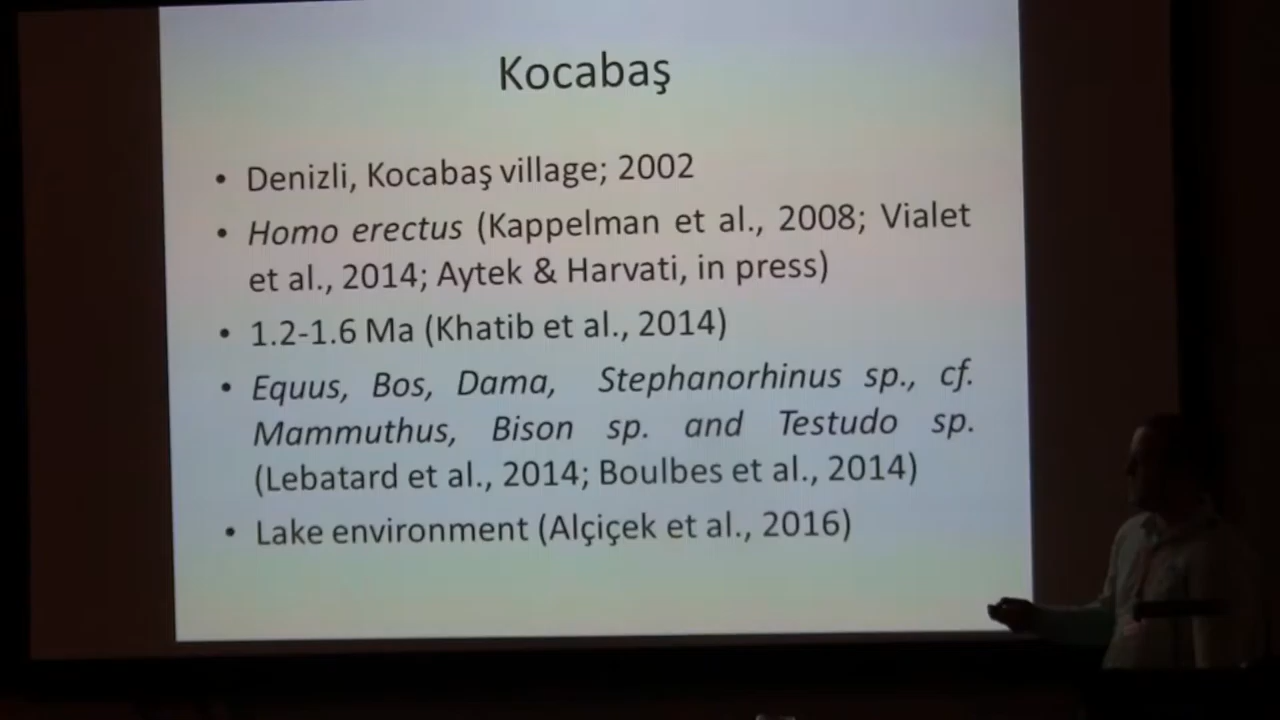 Kocabaş
• Denizli, Kocabaş village; 2002
• Homo erectus (Kappelman et al., 2008; Vialet
et al., 2014; Aytek & Harvati, in press)
• 1.2-1.6 Ma (Khatib et al., 2014)
• Equus, Bos, Dama, Stephanorhinus sp., cf.
Mammuthus, Bison sp. and Testudo sp.
(Lebatard et al., 2014; Boulbes et al., 2014)
• Lake environment (Alçiçek et al., 2016)